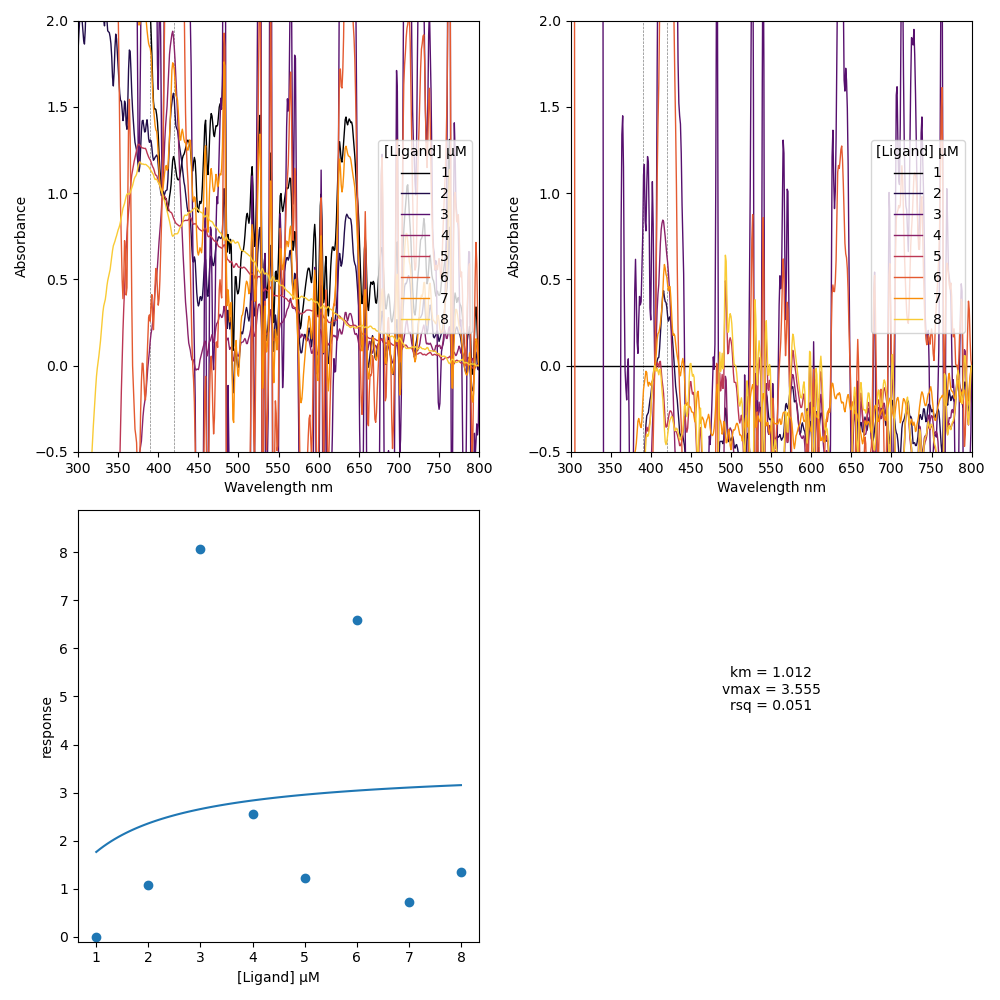 2.0
1.5
1.0
0.5
0.0
−0.5
Absorbance
300 350 400 450 500 550 600 650 700 750 800
Wavelength nm
[Ligand] μM
1
2
3
4
5
6
7
8
2.0
1.5
1.0
0.5
0.0
−0.5
Absorbance
300 350 400 450 500 550 600 650 700 750 800
Wavelength nm
[Ligand] μM
1
2
3
4
5
6
7
8
8
7
6
5
4
3
2
1
0
response
1 2 3 4 5 6 7 8
[Ligand] μM
km = 1.012
vmax = 3.555
rsq = 0.051